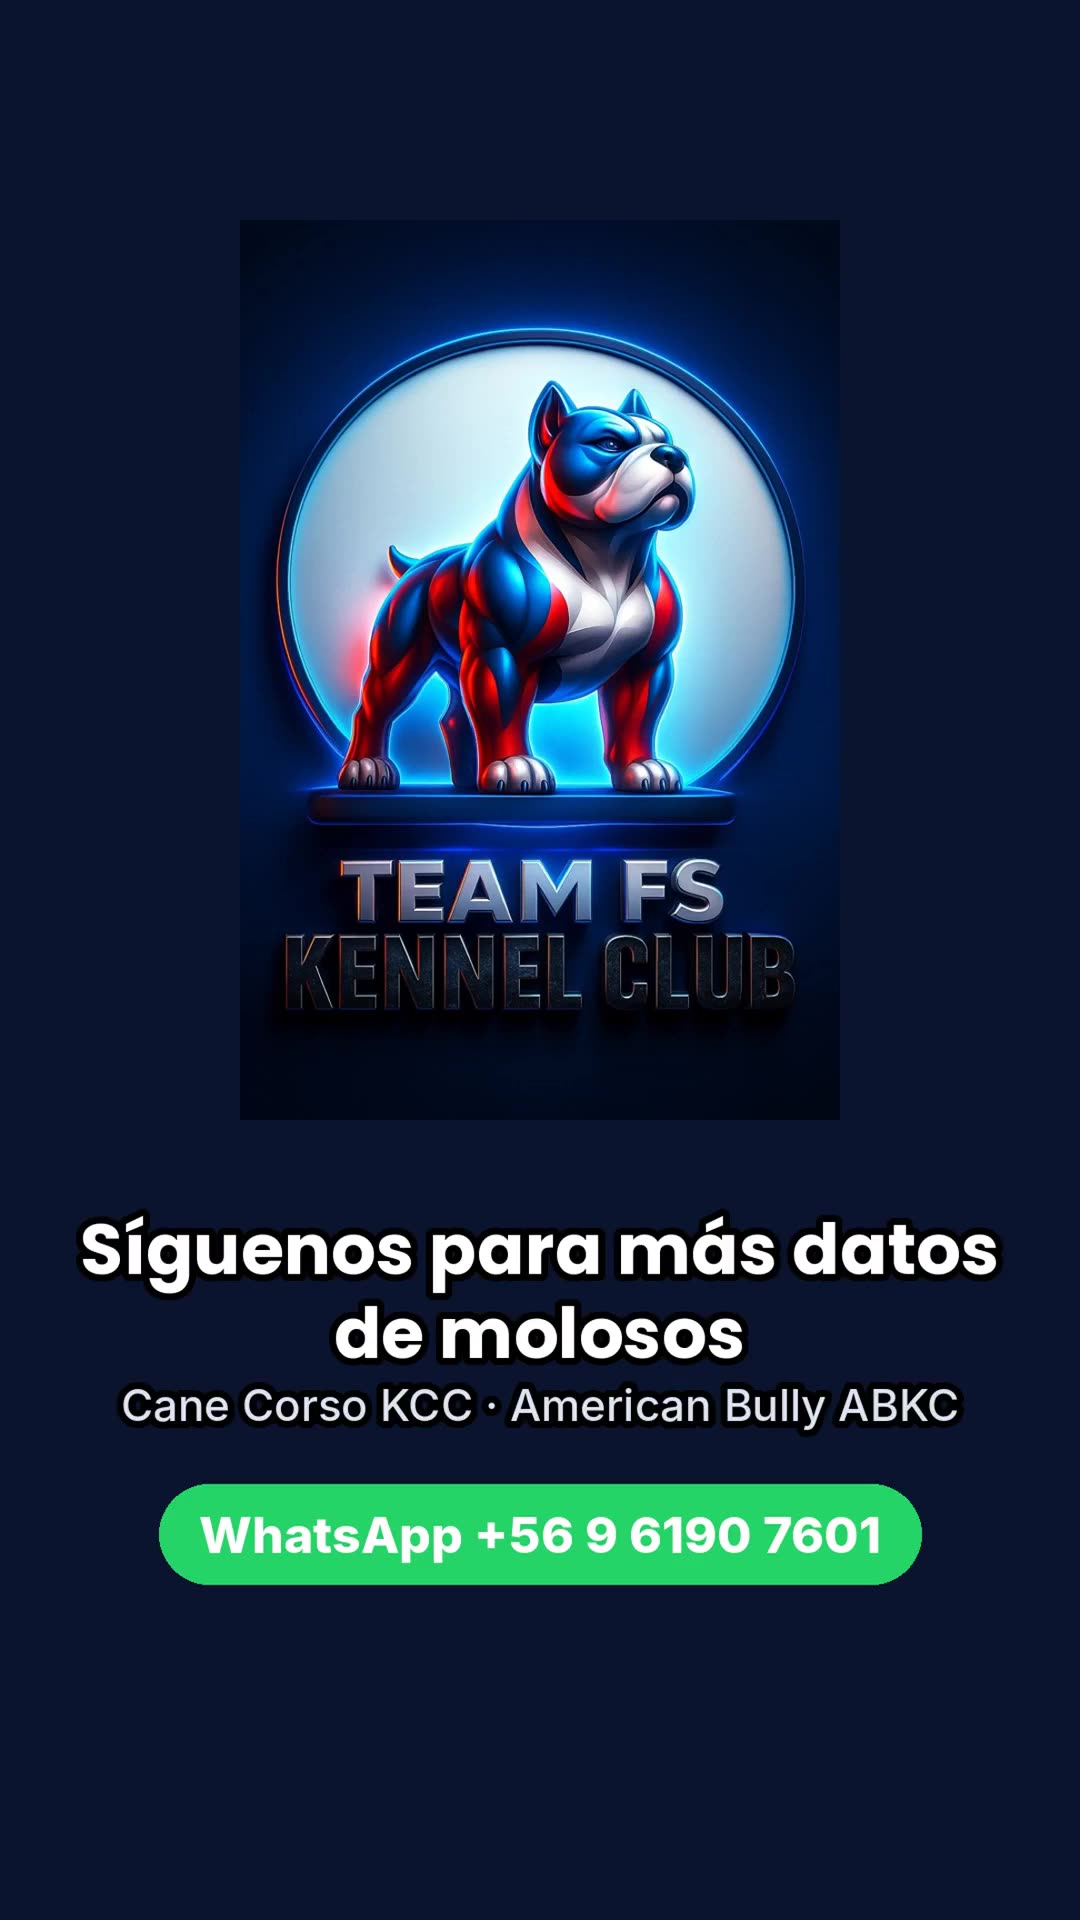 TEAM FS
KENNEL CLUB
Síguenos para más datos
de molosos
Cane Corso KCC · American Bully ABKC
WhatsApp +56 9 6190 7601